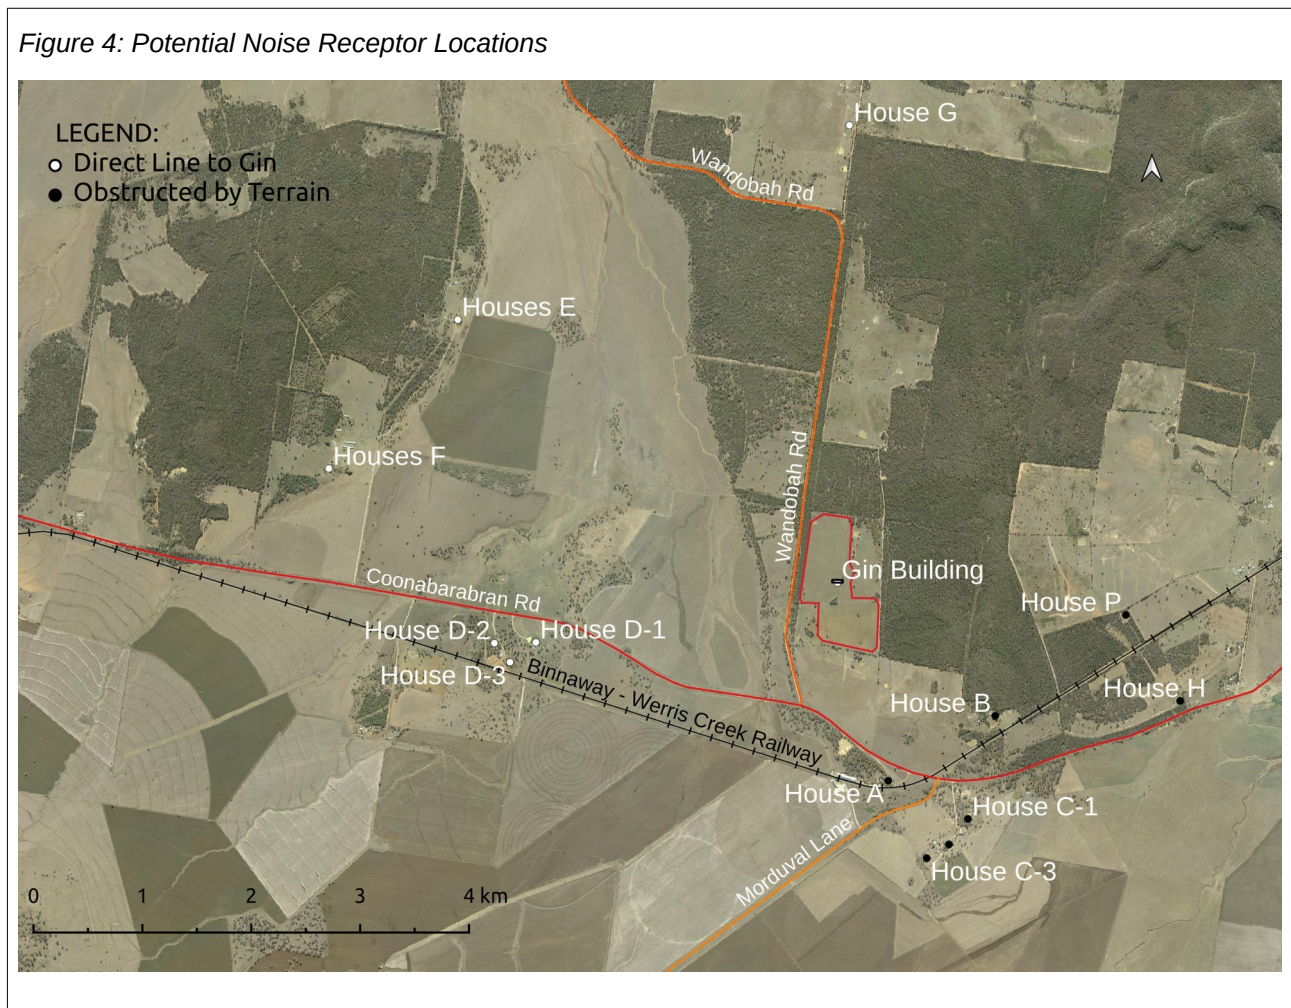 Figure 4: Potential Noise Receptor Locations
House G
LEGEND:
Direct Line to Gin
Obstructed by Terrain
Wandobah Rd
Houses E
Houses F
Wandobah Rd
Gin Building
Coonabarabran Rd
House P
House D-2
House D-1
House D-3
Binnaway - Werris Creek Railway
House B
House H
House A
House C-1
Morduval Lane
House C-3
0 1 2 3 4 km